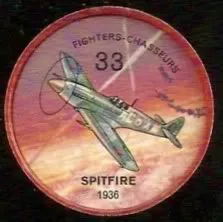 FIGHTERS-CHASSEURS
33
SPITFIRE
1936